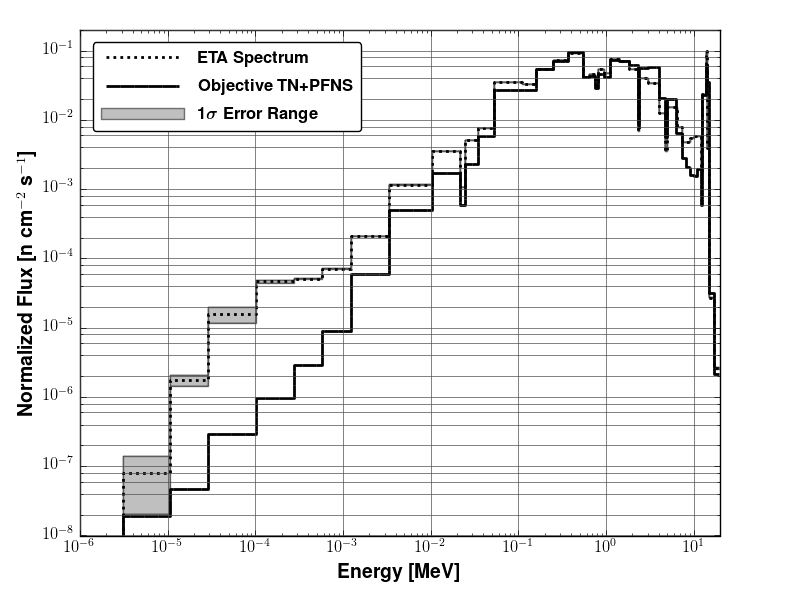 ETA Spectrum
Objective TN+PFNS
1σ Error Range
Normalized Flux [n cm⁻² s⁻¹]
10⁻¹
10⁻²
10⁻³
10⁻⁴
10⁻⁵
10⁻⁶
10⁻⁷
10⁻⁸
10⁻⁶ 10⁻⁵ 10⁻⁴ 10⁻³ 10⁻² 10⁻¹ 10⁰ 10¹
Energy [MeV]